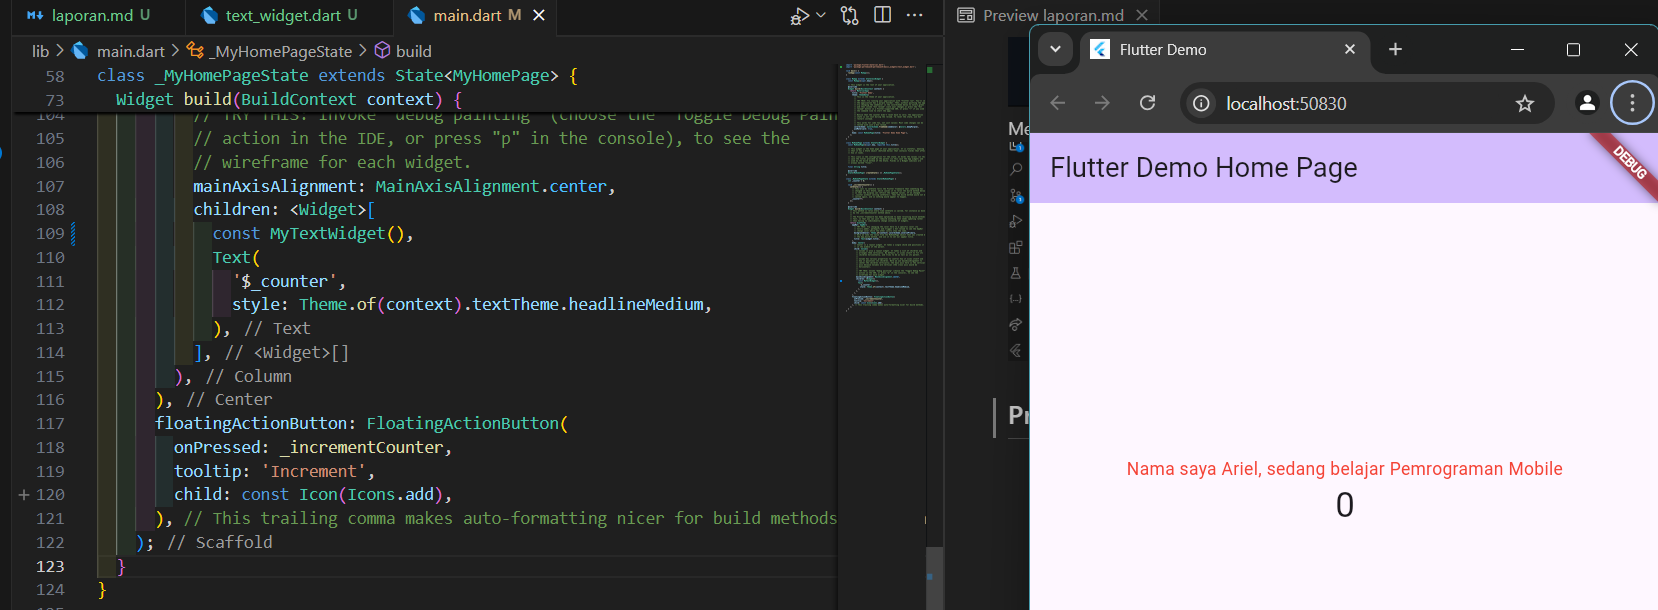 laporan.md U
text_widget.dart U
main.dart M
Preview laporan.md
lib > main.dart > _MyHomePageState > build
58 class _MyHomePageState extends State<MyHomePage> {
73 Widget build(BuildContext context) {
104 // TRY THIS: Invoke "debug painting" (choose the "Toggle Debug Pain
105 // action in the IDE, or press "p" in the console), to see the
106 // wireframe for each widget.
107 mainAxisAlignment: MainAxisAlignment.center,
108 children: <Widget>[
109 const MyTextWidget(),
110 Text(
111 '$_counter',
112 style: Theme.of(context).textTheme.headlineMedium,
113 ), // Text
114 ], // <Widget>[]
115 ), // Column
116 ), // Center
117 floatingActionButton: FloatingActionButton(
118 onPressed: _incrementCounter,
119 tooltip: 'Increment',
120 child: const Icon(Icons.add),
121 ), // This trailing comma makes auto-formatting nicer for build methods
122 ); // Scaffold
123 }
124 }
Me
Pr
Flutter Demo
localhost:50830
Flutter Demo Home Page
DEBUG
Nama saya Ariel, sedang belajar Pemrograman Mobile
0